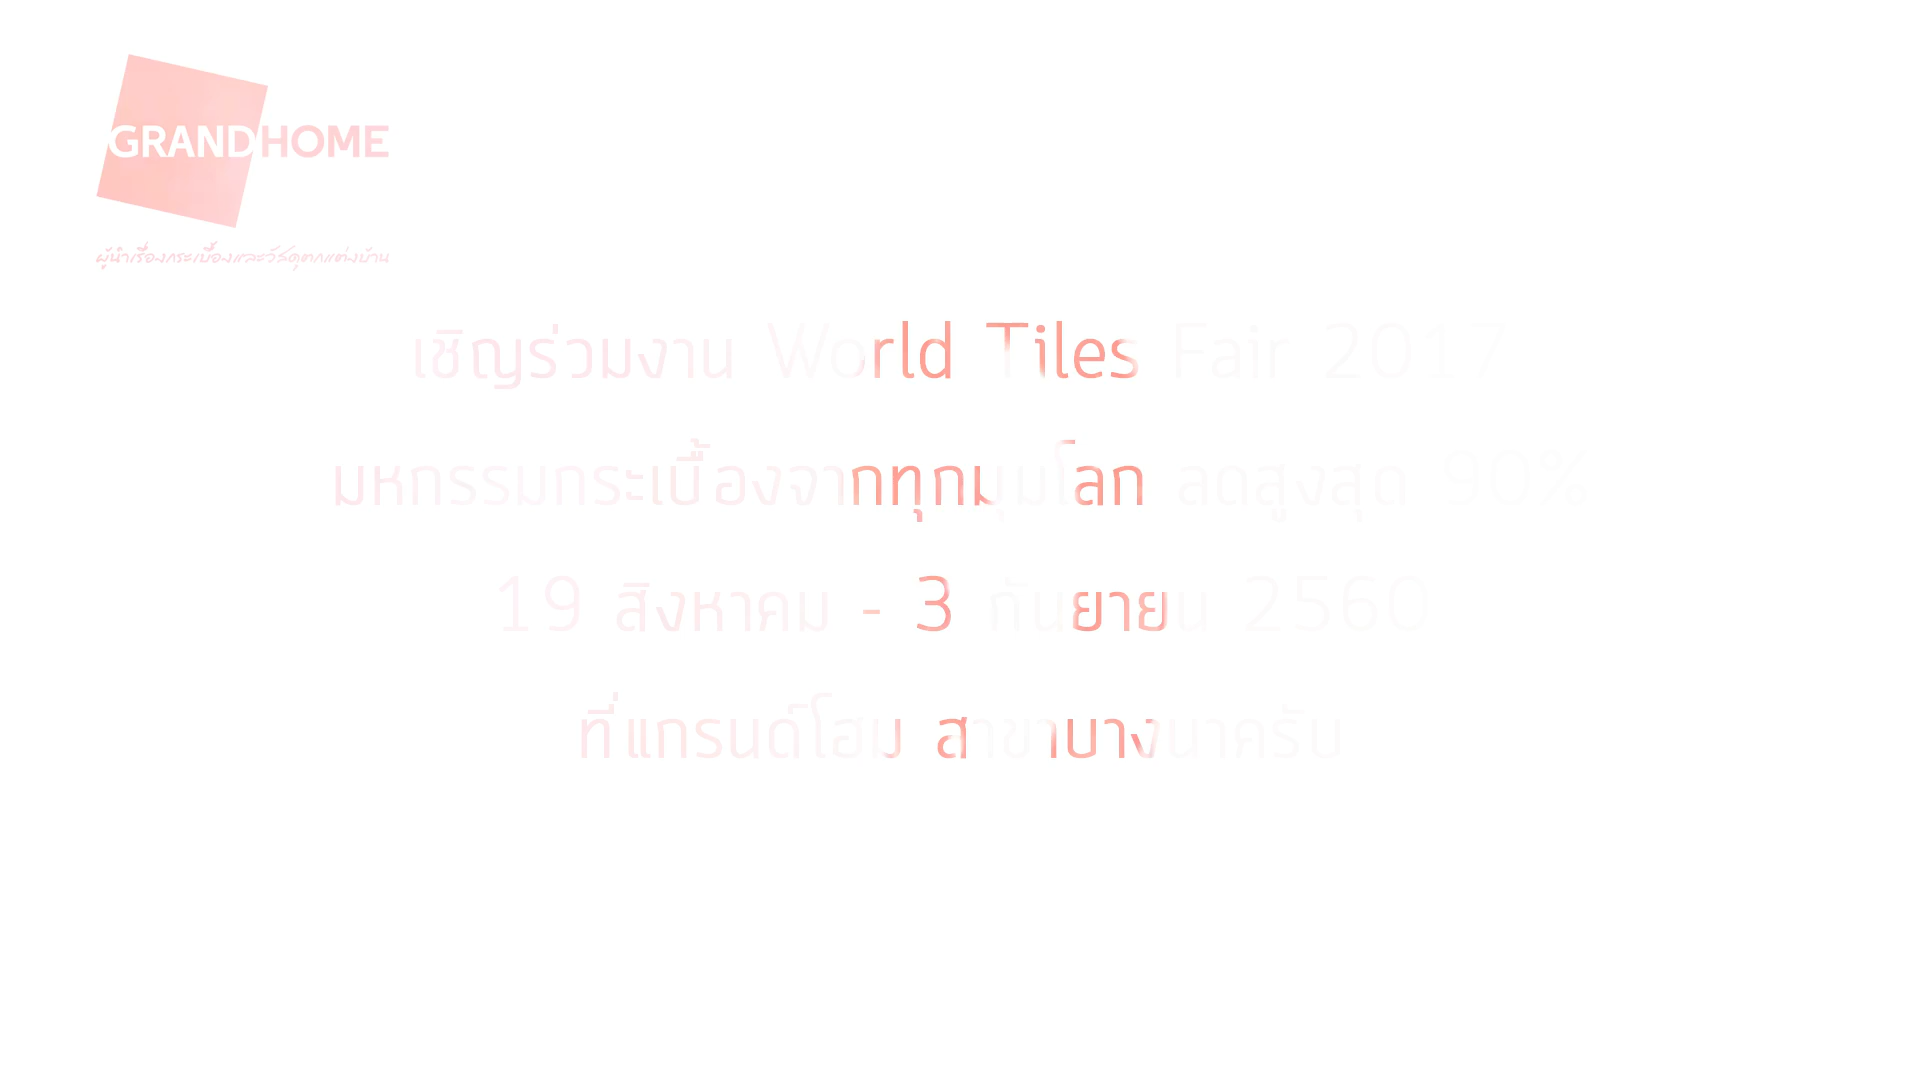 GRANDHOME
ผู้นำเรื่องกระเบื้องและวัสดุตกแต่งบ้าน
เชิญร่วมงาน World Tiles Fair 2017
มหกรรมกระเบื้องจากทุกมุมโลก ลดสูงสุด 90%
19 สิงหาคม - 3 กันยายน 2560
ที่แกรนด์โฮม สาขาบางนาครับ